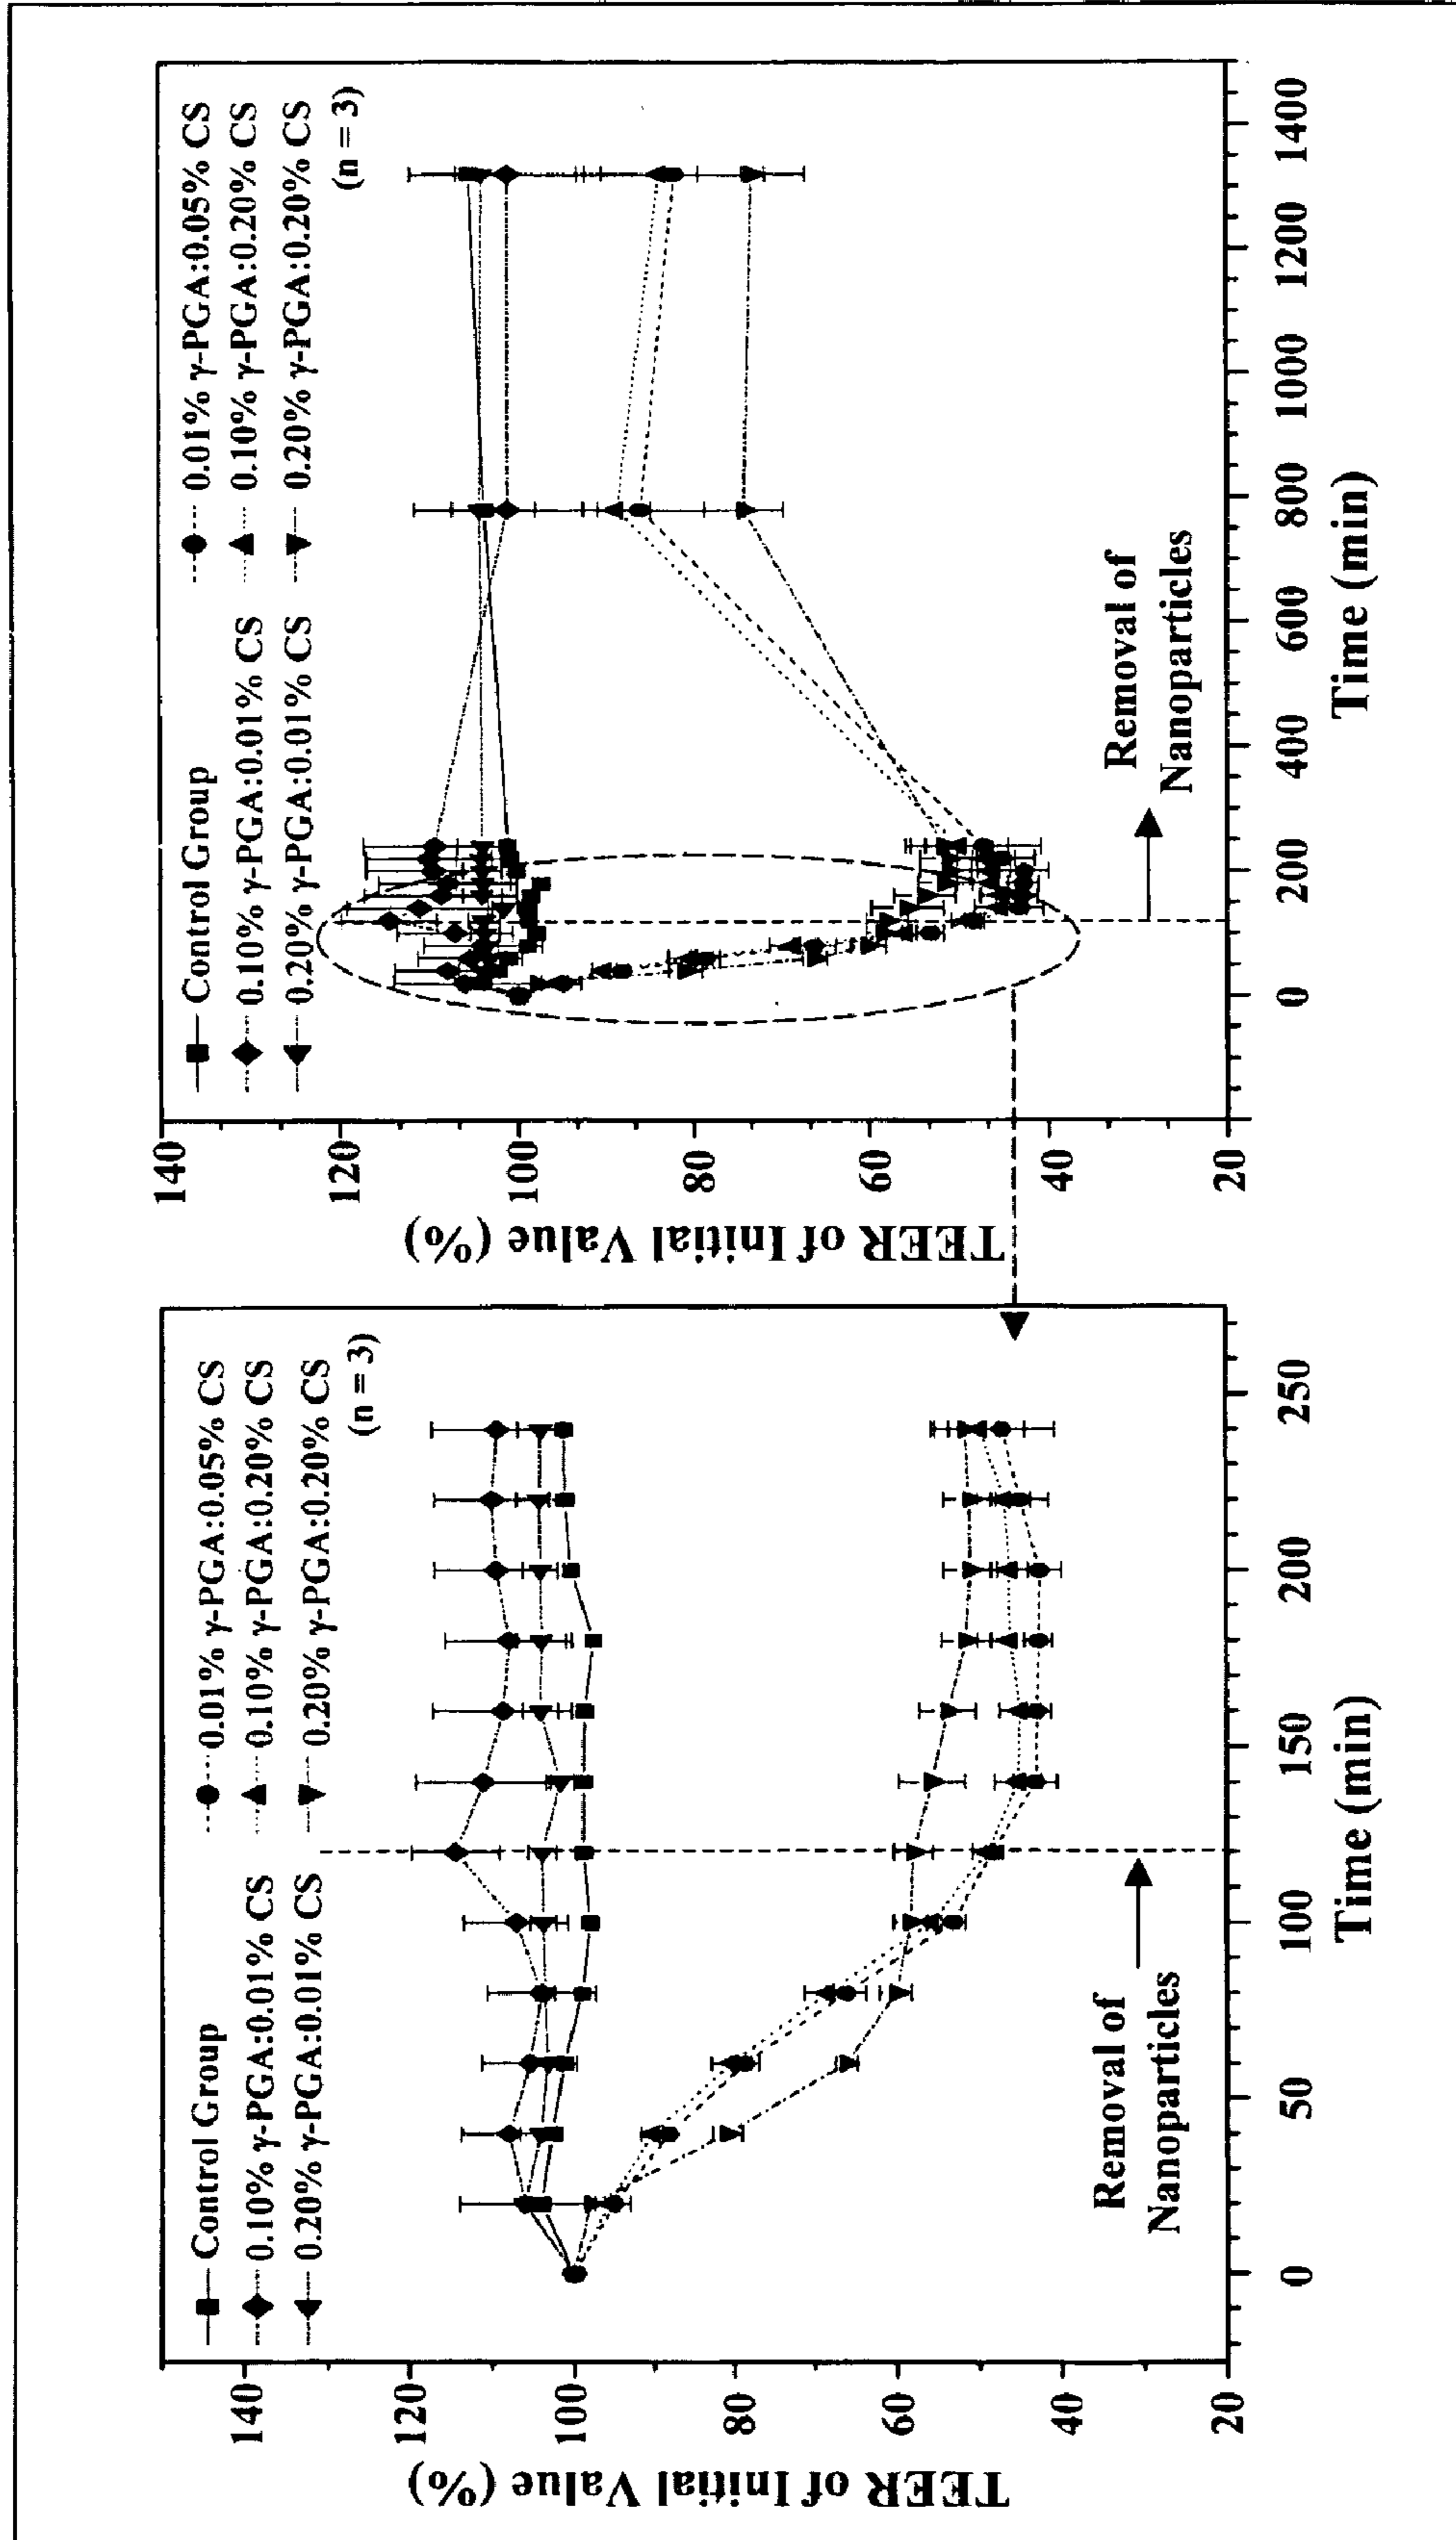 Control Group
0.01% γ-PGA:0.05% CS
0.10% γ-PGA:0.01% CS
0.10% γ-PGA:0.20% CS
0.20% γ-PGA:0.01% CS
0.20% γ-PGA:0.20% CS
(n = 3)
TEER of Initial Value (%)
140
120
100
80
60
40
20
Removal of
Nanoparticles
0
50
100
150
200
250
Time (min)
Control Group
0.01% γ-PGA:0.05% CS
0.10% γ-PGA:0.01% CS
0.10% γ-PGA:0.20% CS
0.20% γ-PGA:0.01% CS
0.20% γ-PGA:0.20% CS
(n = 3)
TEER of Initial Value (%)
140
120
100
80
60
40
20
Removal of
Nanoparticles
0
200
400
600
800
1000
1200
1400
Time (min)